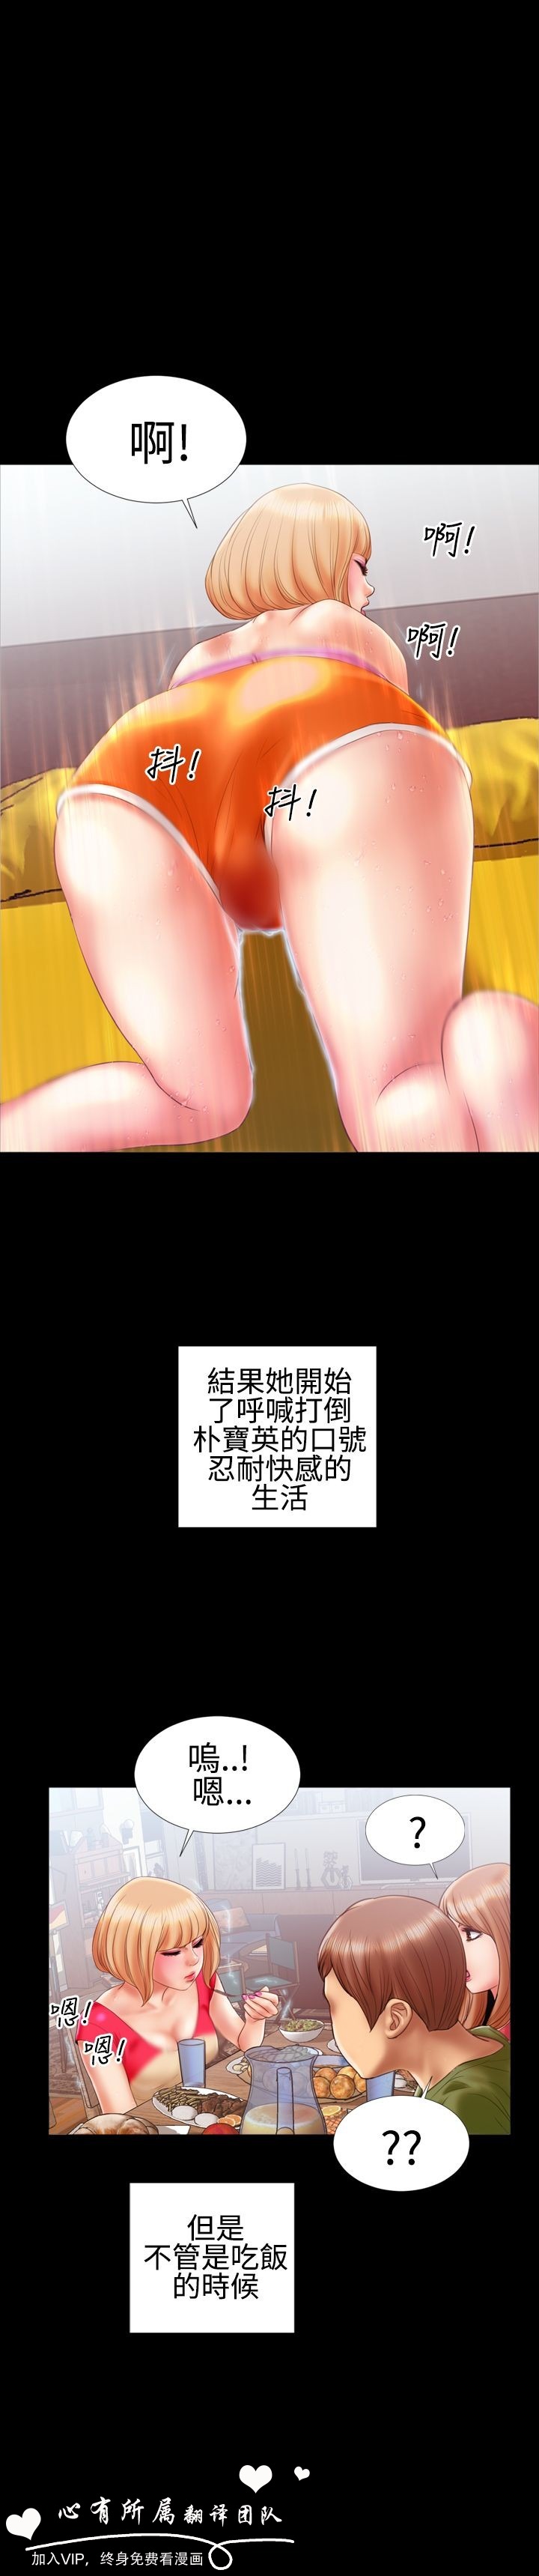 啊!
啊!
啊!
抖!
抖!
結果她開始
了呼喊打倒
朴寶英的口號
忍耐快感的
生活
嗚..!
嗯...
?
嗯!
嗯!
??
但是
不管是吃飯
的時候
心有所属翻译团队
加入VIP，终身免费看漫画